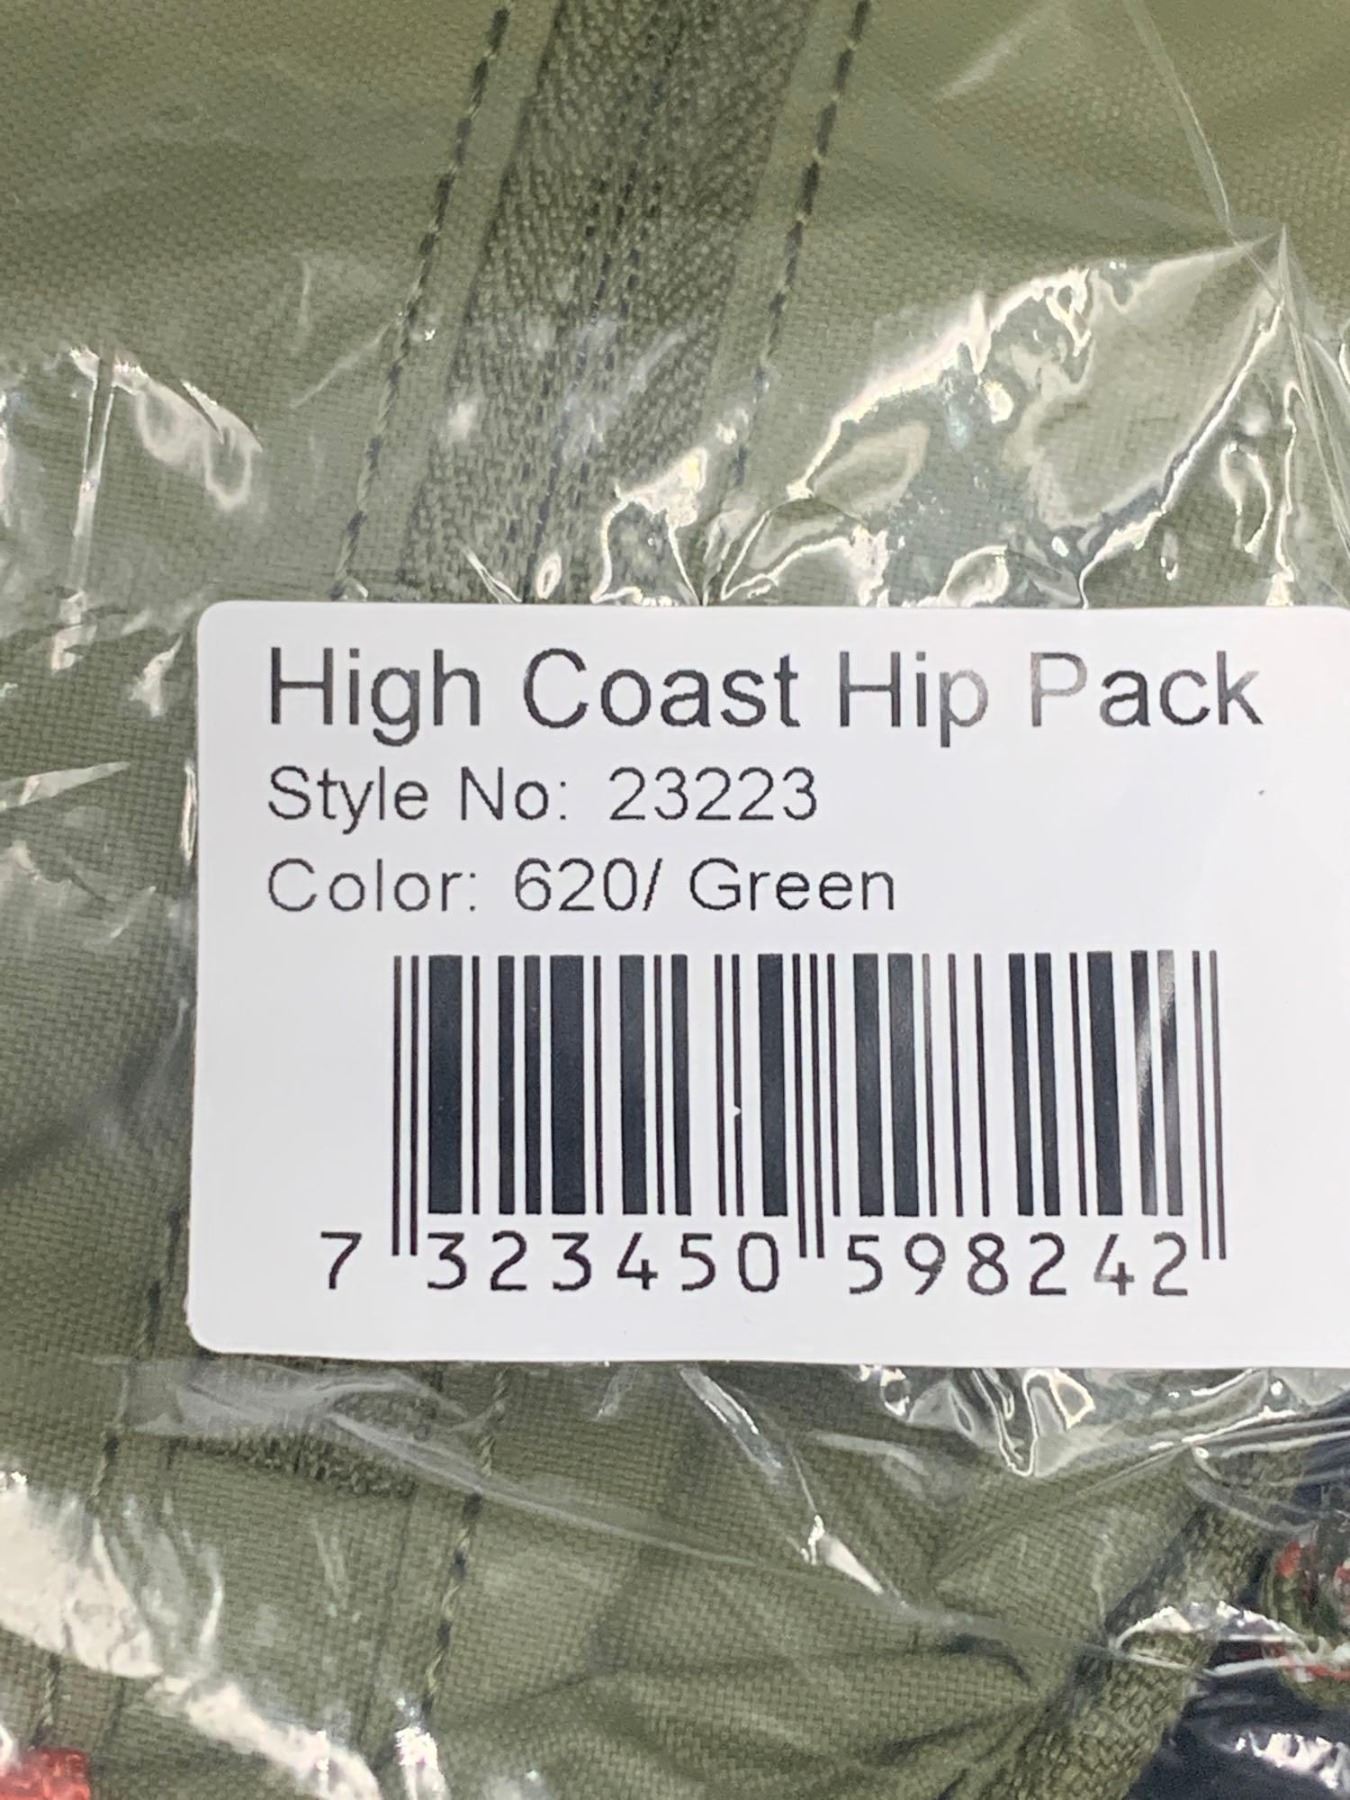 High Coast Hip Pack
Style No: 23223
Color: 620/ Green
7 323450 598242